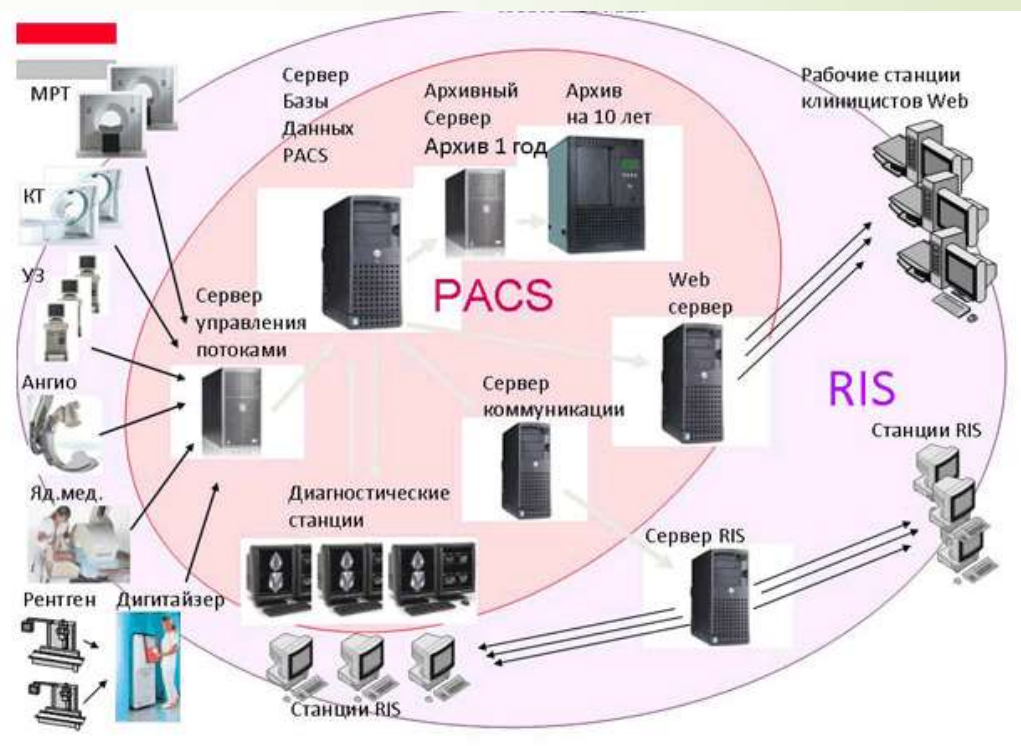 МРТ
КТ
УЗ
Ангио
Яд.мед.
Рентген
Дигитайзер
Сервер
управления
потоками
Сервер
Базы
Данных
PACS
Архивный
Сервер
Архив 1 год
Архив
на 10 лет
PACS
Web
сервер
Сервер
коммуникации
Диагностические
станции
Станции RIS
Сервер RIS
Рабочие станции
клиницистов Web
RIS
Станции RIS